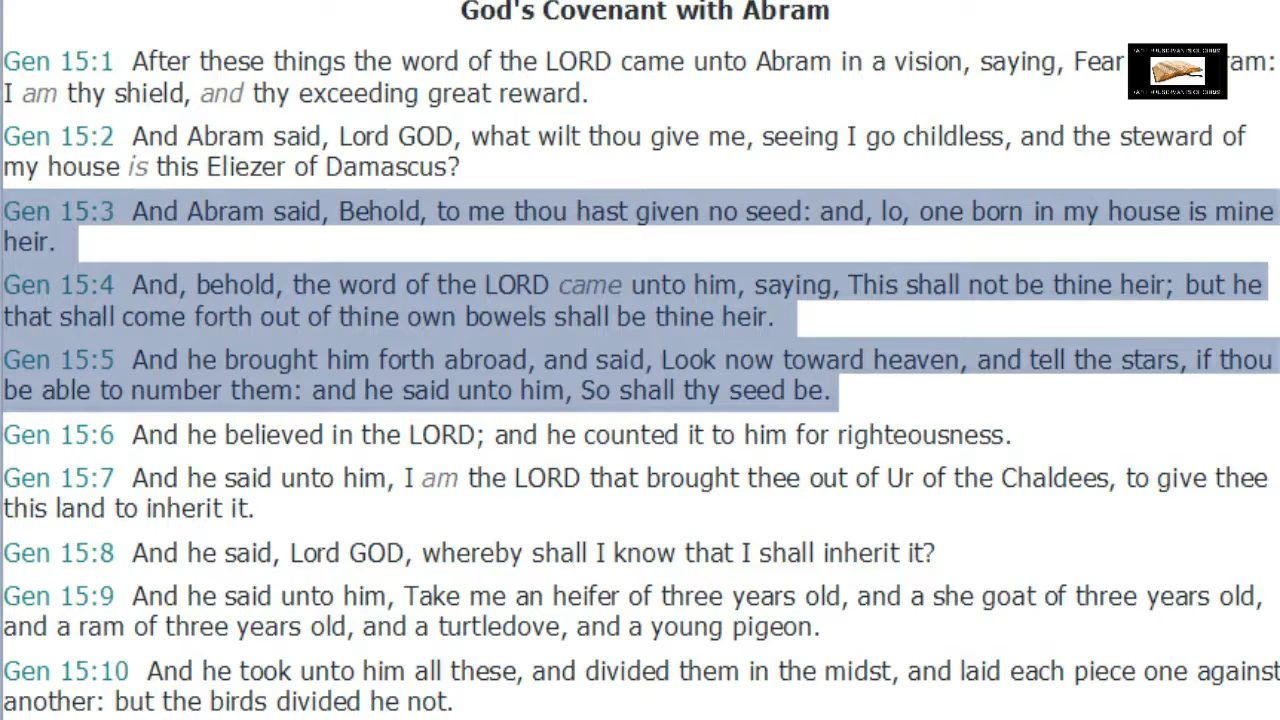 God's Covenant with Abram
Gen 15:1 After these things the word of the LORD came unto Abram in a vision, saying, Fear ram:
I am thy shield, and thy exceeding great reward.
Gen 15:2 And Abram said, Lord GOD, what wilt thou give me, seeing I go childless, and the steward of
my house is this Eliezer of Damascus?
Gen 15:3 And Abram said, Behold, to me thou hast given no seed: and, lo, one born in my house is mine
heir.
Gen 15:4 And, behold, the word of the LORD came unto him, saying, This shall not be thine heir; but he
that shall come forth out of thine own bowels shall be thine heir.
Gen 15:5 And he brought him forth abroad, and said, Look now toward heaven, and tell the stars, if thou
be able to number them: and he said unto him, So shall thy seed be.
Gen 15:6 And he believed in the LORD; and he counted it to him for righteousness.
Gen 15:7 And he said unto him, I am the LORD that brought thee out of Ur of the Chaldees, to give thee
this land to inherit it.
Gen 15:8 And he said, Lord GOD, whereby shall I know that I shall inherit it?
Gen 15:9 And he said unto him, Take me an heifer of three years old, and a she goat of three years old,
and a ram of three years old, and a turtledove, and a young pigeon.
Gen 15:10 And he took unto him all these, and divided them in the midst, and laid each piece one against
another: but the birds divided he not.